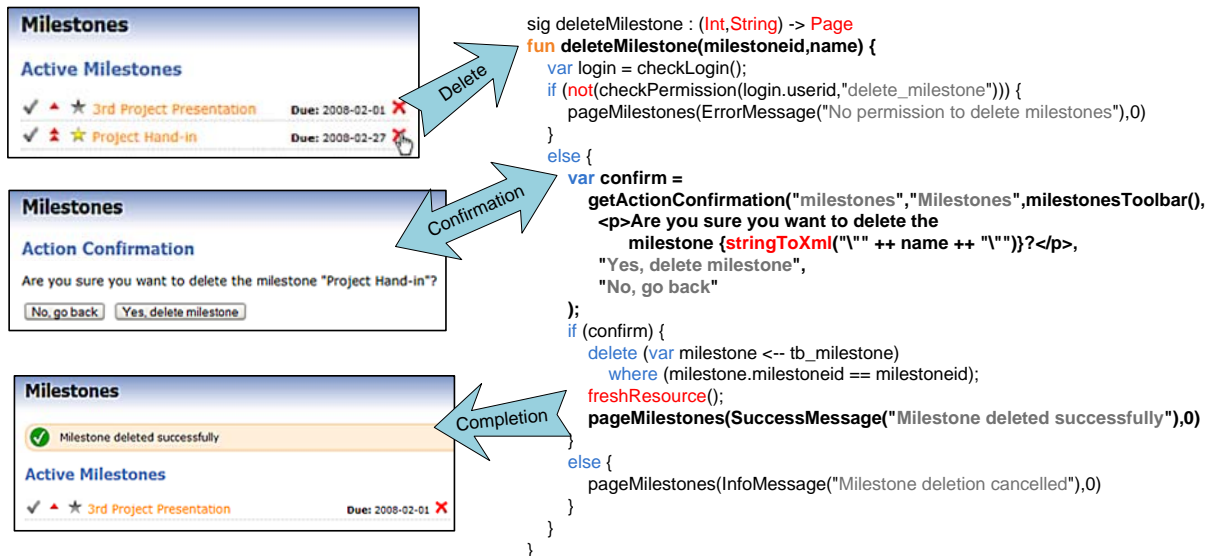 Milestones
Active Milestones
3rd Project Presentation Due: 2008-02-01
Project Hand-in Due: 2008-02-27
Delete
Milestones
Action Confirmation
Are you sure you want to delete the milestone "Project Hand-in"?
No, go back Yes, delete milestone
Confirmation
Milestones
Milestone deleted successfully
Active Milestones
3rd Project Presentation Due: 2008-02-01
Completion
sig deleteMilestone : (Int,String) -> Page
fun deleteMilestone(milestoneid,name) {
var login = checkLogin();
if (not(checkPermission(login.userid,"delete_milestone"))) {
pageMilestones(ErrorMessage("No permission to delete milestones"),0)
}
else {
var confirm =
getActionConfirmation("milestones","Milestones",milestonesToolbar(),
<p>Are you sure you want to delete the
milestone {stringToXml("\"" ++ name ++ "\"")}?</p>,
"Yes, delete milestone",
"No, go back"
);
if (confirm) {
delete (var milestone <-- tb_milestone)
where (milestone.milestoneid == milestoneid);
freshResource();
pageMilestones(SuccessMessage("Milestone deleted successfully"),0)
}
else {
pageMilestones(InfoMessage("Milestone deletion cancelled"),0)
}
}
}